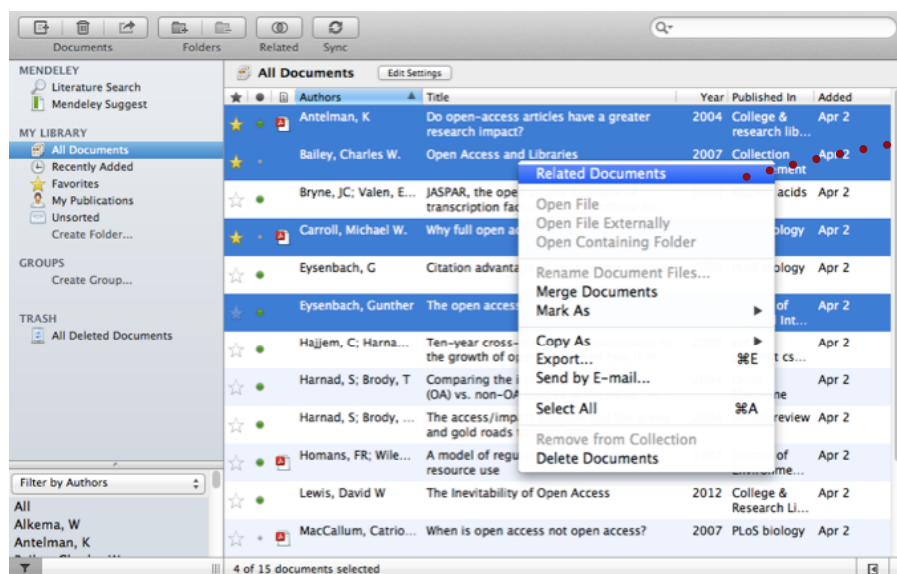 Documents Folders Related Sync
MENDELEY
Literature Search
Mendeley Suggest
MY LIBRARY
All Documents
Recently Added
Favorites
My Publications
Unsorted
Create Folder...
GROUPS
Create Group...
TRASH
All Deleted Documents
Filter by Authors
All
Alkema, W
Antelman, K
All Documents Edit Settings
Authors Title Year Published In Added
Antelman, K Do open-access articles have a greater 2004 College & Apr 2
research impact? research lib...
Bailey, Charles W. Open Access and Libraries 2007 Collection Apr 2
Bryne, JC; Valen, E... JASPAR, the ope acids Apr 2
transcription fac
Carroll, Michael W. Why full open ac ology Apr 2
Eysenbach, G Citation advanta ology Apr 2
Eysenbach, Gunther The open access of Apr 2
Int...
Hajjem, C; Harna... Ten-year cross- Apr 2
the growth of op t cs...
Harnad, S; Brody, T Comparing the i Apr 2
(OA) vs. non-OA ne
Harnad, S; Brody, ... The access/imp review Apr 2
and gold roads
Homans, FR; Wile... A model of regu of Apr 2
resource use
Lewis, David W The Inevitability of Open Access 2012 College & Apr 2
Research Li...
MacCallum, Catrio... When is open access not open access? 2007 PLoS biology Apr 2
Related Documents
Open File
Open File Externally
Open Containing Folder
Rename Document Files...
Merge Documents
Mark As
Copy As
Export... ⌘E
Send by E-mail...
Select All ⌘A
Remove from Collection
Delete Documents
4 of 15 documents selected